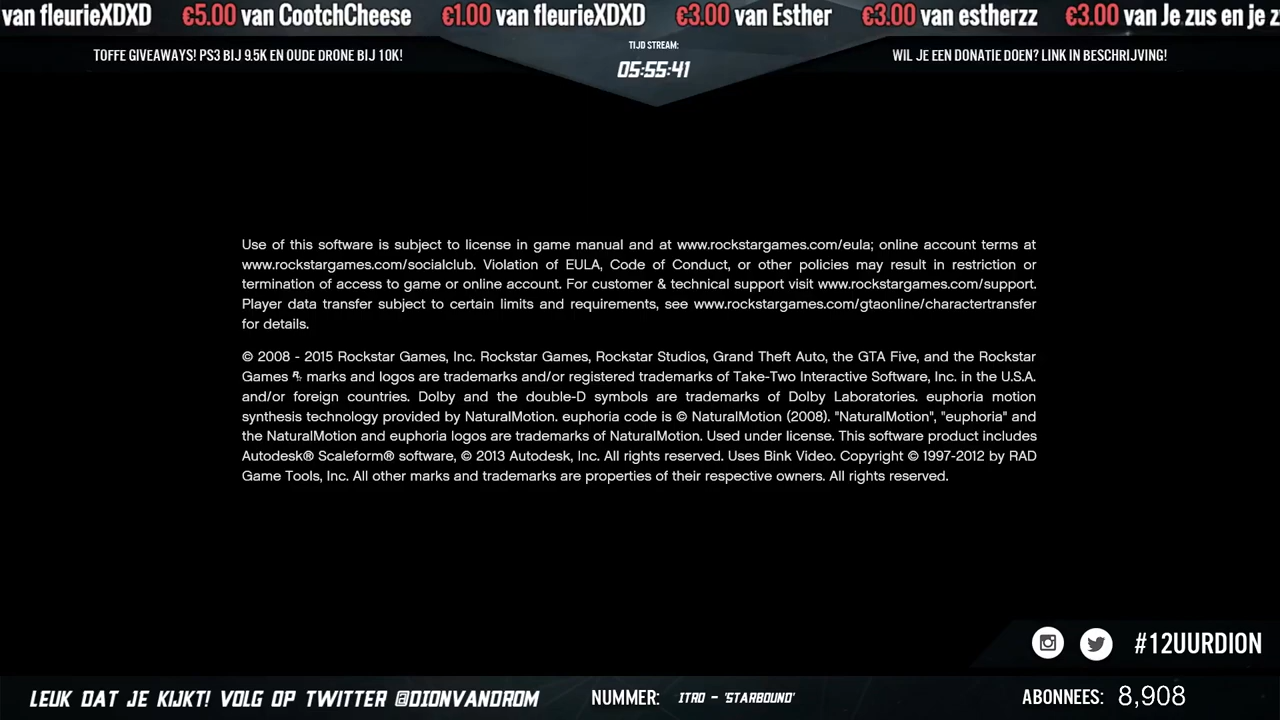 van fleurieXDXD €5.00 van CootchCheese €1.00 van fleurieXDXD €3.00 van Esther €3.00 van estherzz €3.00 van Je zus en je z
TOFFE GIVEAWAYS! PS3 BIJ 9.5K EN OUDE DRONE BIJ 10K!
TIJD STREAM:
05:55:41
WIL JE EEN DONATIE DOEN? LINK IN BESCHRIJVING!
Use of this software is subject to license in game manual and at www.rockstargames.com/eula; online account terms at
www.rockstargames.com/socialclub. Violation of EULA, Code of Conduct, or other policies may result in restriction or
termination of access to game or online account. For customer & technical support visit www.rockstargames.com/support.
Player data transfer subject to certain limits and requirements, see www.rockstargames.com/gtaonline/charactertransfer
for details.
© 2008 - 2015 Rockstar Games, Inc. Rockstar Games, Rockstar Studios, Grand Theft Auto, the GTA Five, and the Rockstar
Games R* marks and logos are trademarks and/or registered trademarks of Take-Two Interactive Software, Inc. in the U.S.A.
and/or foreign countries. Dolby and the double-D symbols are trademarks of Dolby Laboratories. euphoria motion
synthesis technology provided by NaturalMotion. euphoria code is © NaturalMotion (2008). "NaturalMotion", "euphoria" and
the NaturalMotion and euphoria logos are trademarks of NaturalMotion. Used under license. This software product includes
Autodesk® Scaleform® software, © 2013 Autodesk, Inc. All rights reserved. Uses Bink Video. Copyright © 1997-2012 by RAD
Game Tools, Inc. All other marks and trademarks are properties of their respective owners. All rights reserved.
#12UURDION
LEUK DAT JE KIJKT! VOLG OP TWITTER @DIONVANDROM
NUMMER: ITRO - 'STARBOUND'
ABONNEES: 8,908